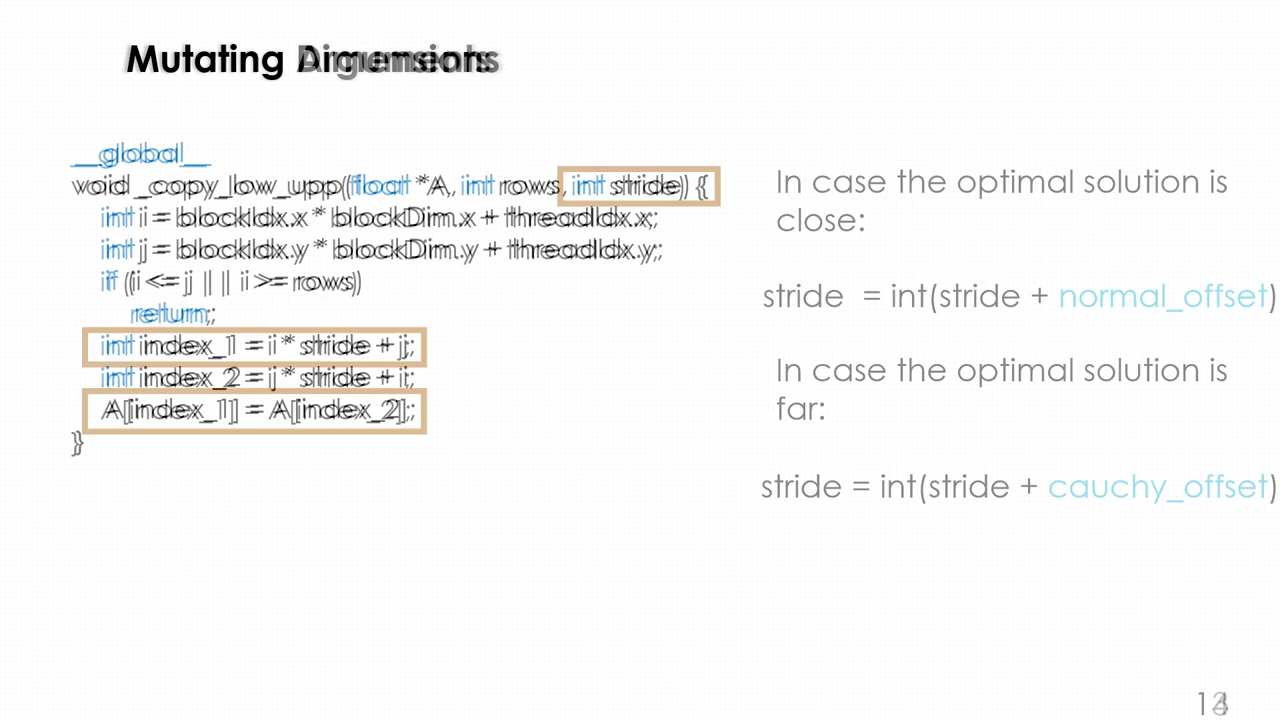 Mutating
__global__
void _copy_low_upp(float *A, int rows, int stride) {
int i = blockIdx.x * blockDim.x + threadIdx.x;
int j = blockIdx.y * blockDim.y + threadIdx.y;
if (i <= j || i >= rows)
return;
int index_1 = i * stride + j;
int index_2 = j * stride + i;
A[index_1] = A[index_2];
}
In case the optimal solution is
close:
stride = int(stride + normal_offset)
In case the optimal solution is
far:
stride = int(stride + cauchy_offset)